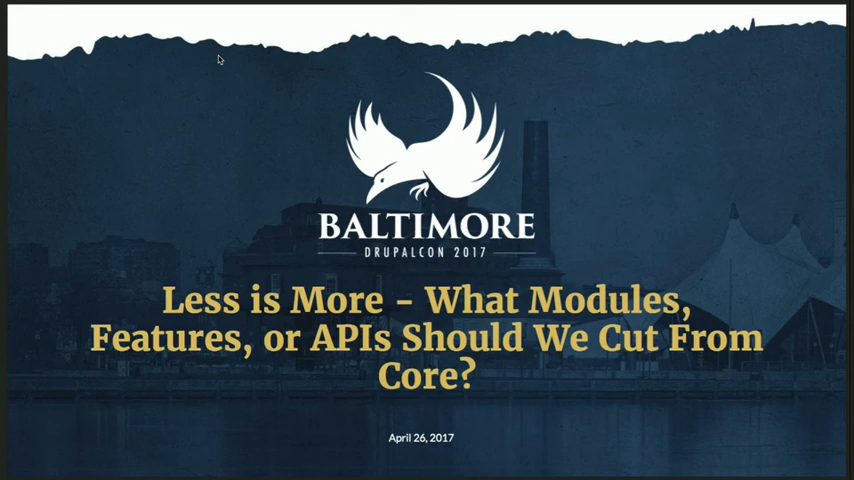 BALTIMORE
DRUPALCON 2017
Less is More - What Modules,
Features, or APIs Should We Cut From
Core?
April 26, 2017